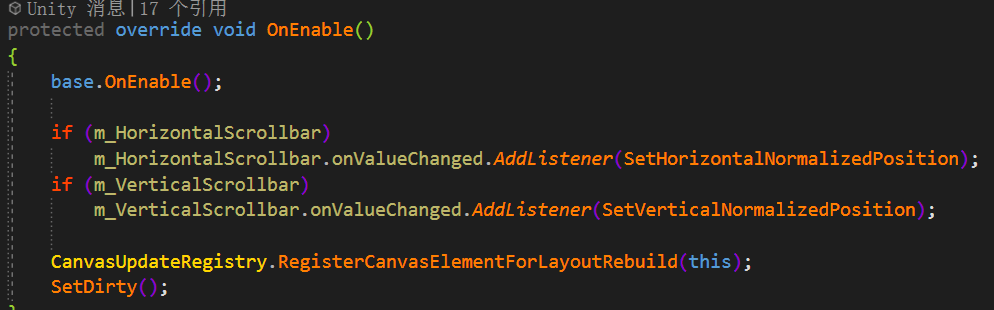 Unity 消息|17 个引用
protected override void OnEnable()
{
base.OnEnable();
if (m_HorizontalScrollbar)
m_HorizontalScrollbar.onValueChanged.AddListener(SetHorizontalNormalizedPosition);
if (m_VerticalScrollbar)
m_VerticalScrollbar.onValueChanged.AddListener(SetVerticalNormalizedPosition);
CanvasUpdateRegistry.RegisterCanvasElementForLayoutRebuild(this);
SetDirty();
}